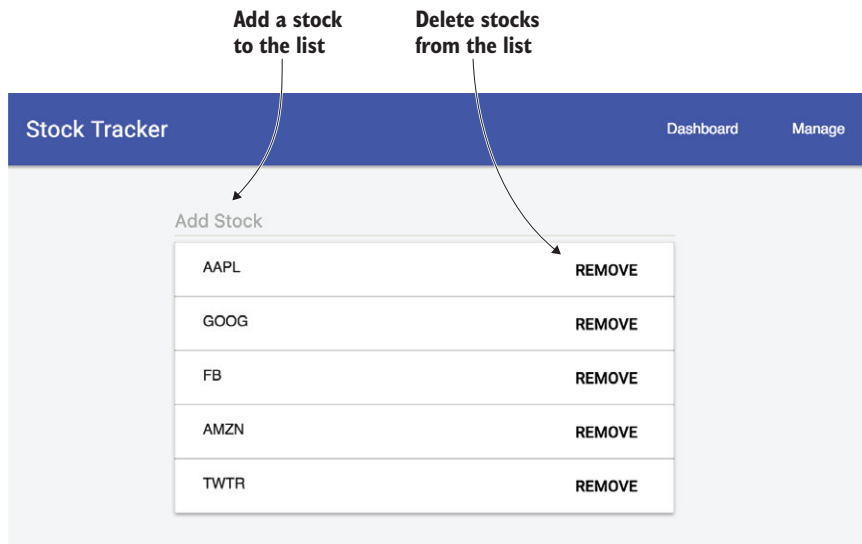 Add a stock
to the list
Delete stocks
from the list
Stock Tracker
Dashboard
Manage
Add Stock
AAPL REMOVE
GOOG REMOVE
FB REMOVE
AMZN REMOVE
TWTR REMOVE